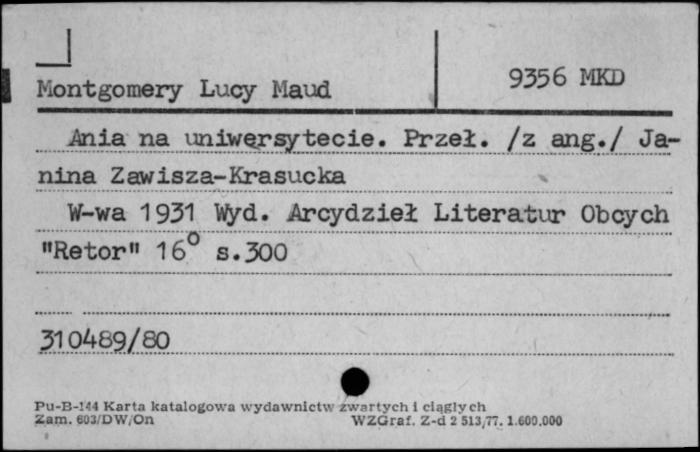 Montgomery Lucy Maud 9356 MKD
Ania na uniwersytecie. Przeł. /z ang./ Ja-
nina Zawisza-Krasucka
W-wa 1931 Wyd. Arcydzieł Literatur Obcych
"Retor" 16° s.300
310489/80
Pu-B-144 Karta katalogowa wydawnictw zwartych i ciągłych
Zam. 603/DW/On WZGraf. Z-d 2 513/77. 1.600.000